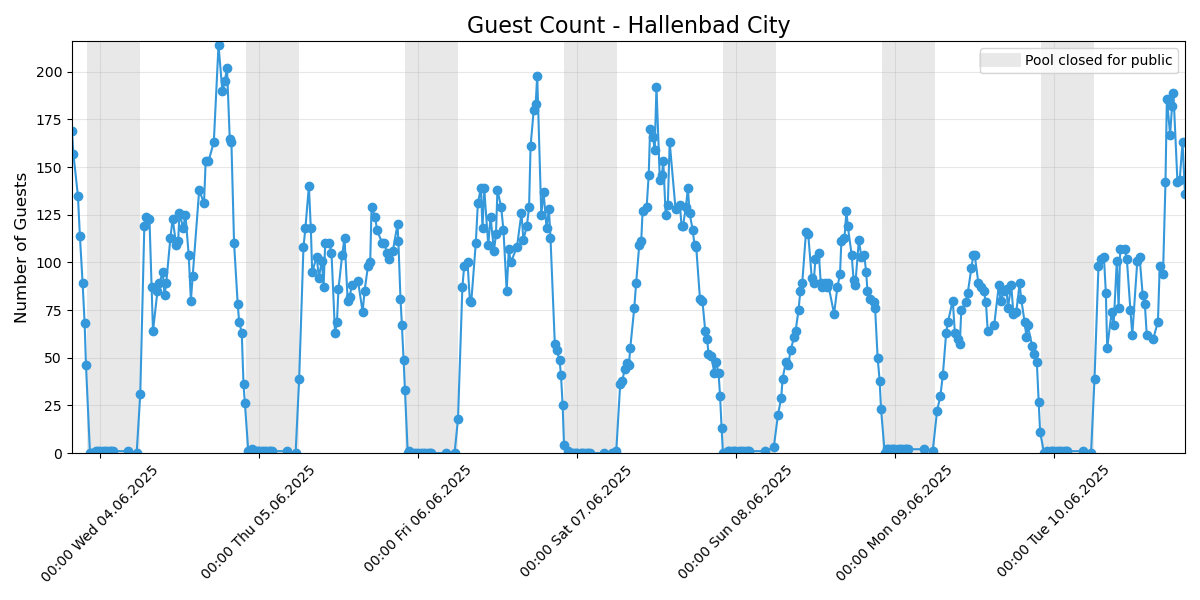 Guest Count - Hallenbad City
Pool closed for public
Number of Guests
200
175
150
125
100
75
50
25
0
00:00 Wed 04.06.2025
00:00 Thu 05.06.2025
00:00 Fri 06.06.2025
00:00 Sat 07.06.2025
00:00 Sun 08.06.2025
00:00 Mon 09.06.2025
00:00 Tue 10.06.2025